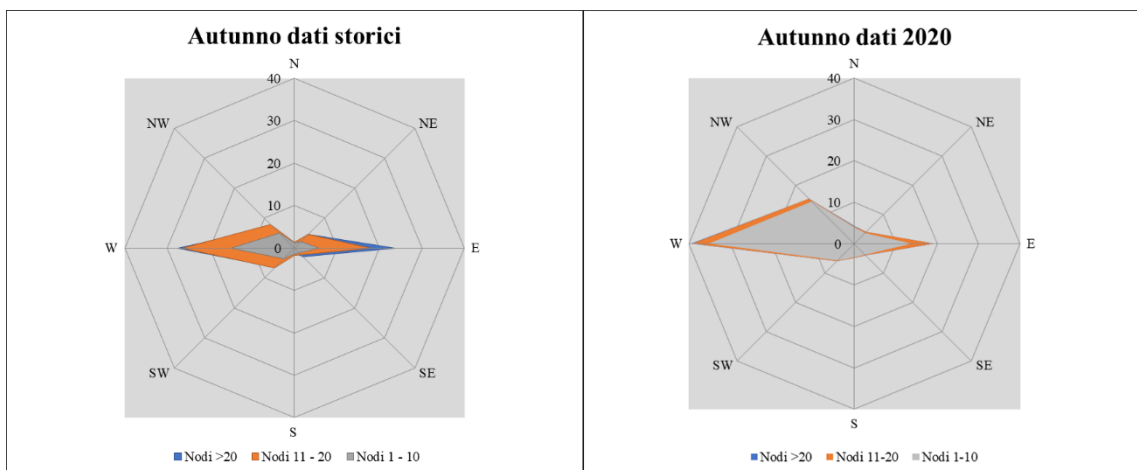 Autunno dati storici
N
40
NW
NE
30
20
10
W
0
E
SW
SE
S
Nodi >20 Nodi 11 - 20 Nodi 1 - 10
Autunno dati 2020
N
40
NW
NE
30
20
10
W
0
E
SW
SE
S
Nodi >20 Nodi 11-20 Nodi 1-10